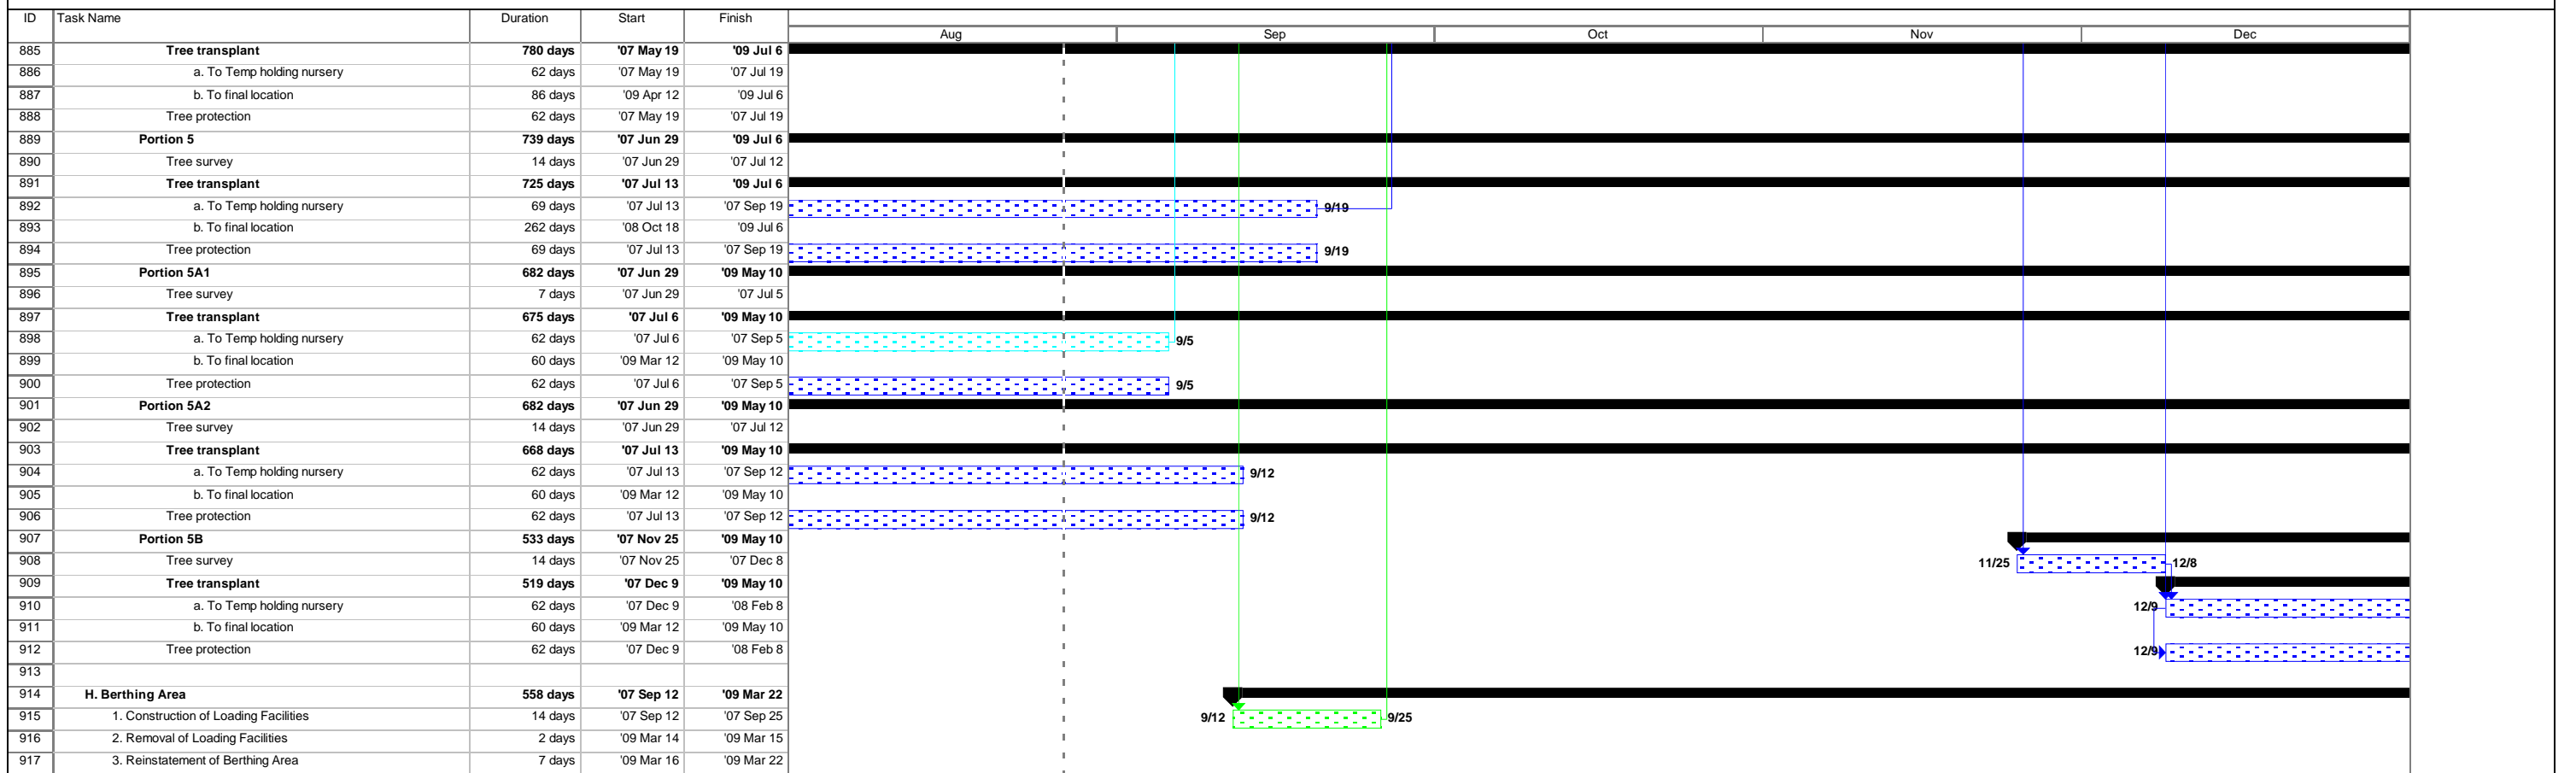 ID Task Name Duration Start Finish
Aug Sep Oct Nov Dec
885 Tree transplant 780 days '07 May 19 '09 Jul 6
886 a. To Temp holding nursery 62 days '07 May 19 '07 Jul 19
887 b. To final location 86 days '09 Apr 12 '09 Jul 6
888 Tree protection 62 days '07 May 19 '07 Jul 19
889 Portion 5 739 days '07 Jun 29 '09 Jul 6
890 Tree survey 14 days '07 Jun 29 '07 Jul 12
891 Tree transplant 725 days '07 Jul 13 '09 Jul 6
892 a. To Temp holding nursery 69 days '07 Jul 13 '07 Sep 19 9/19
893 b. To final location 262 days '08 Oct 18 '09 Jul 6
894 Tree protection 69 days '07 Jul 13 '07 Sep 19 9/19
895 Portion 5A1 682 days '07 Jun 29 '09 May 10
896 Tree survey 7 days '07 Jun 29 '07 Jul 5
897 Tree transplant 675 days '07 Jul 6 '09 May 10
898 a. To Temp holding nursery 62 days '07 Jul 6 '07 Sep 5 9/5
899 b. To final location 60 days '09 Mar 12 '09 May 10
900 Tree protection 62 days '07 Jul 6 '07 Sep 5 9/5
901 Portion 5A2 682 days '07 Jun 29 '09 May 10
902 Tree survey 14 days '07 Jun 29 '07 Jul 12
903 Tree transplant 668 days '07 Jul 13 '09 May 10
904 a. To Temp holding nursery 62 days '07 Jul 13 '07 Sep 12 9/12
905 b. To final location 60 days '09 Mar 12 '09 May 10
906 Tree protection 62 days '07 Jul 13 '07 Sep 12 9/12
907 Portion 5B 533 days '07 Nov 25 '09 May 10
908 Tree survey 14 days '07 Nov 25 '07 Dec 8 11/25 12/8
909 Tree transplant 519 days '07 Dec 9 '09 May 10
910 a. To Temp holding nursery 62 days '07 Dec 9 '08 Feb 8 12/9
911 b. To final location 60 days '09 Mar 12 '09 May 10
912 Tree protection 62 days '07 Dec 9 '08 Feb 8 12/9
913
914 H. Berthing Area 558 days '07 Sep 12 '09 Mar 22
915 1. Construction of Loading Facilities 14 days '07 Sep 12 '07 Sep 25 9/12 9/25
916 2. Removal of Loading Facilities 2 days '09 Mar 14 '09 Mar 15
917 3. Reinstatement of Berthing Area 7 days '09 Mar 16 '09 Mar 22